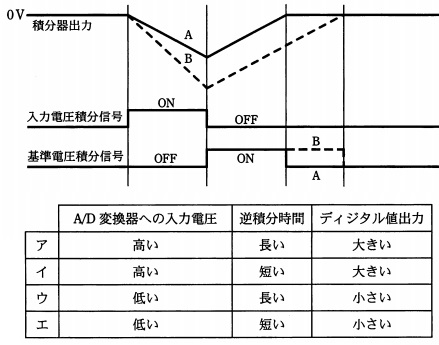 0V
積分器出力
A
B
ON
入力電圧積分信号
OFF
B
基準電圧積分信号
OFF
ON
A
A/D 変換器への入力電圧 逆積分時間 ディジタル値出力
ア 高い 長い 大きい
イ 高い 短い 大きい
ウ 低い 長い 小さい
エ 低い 短い 小さい